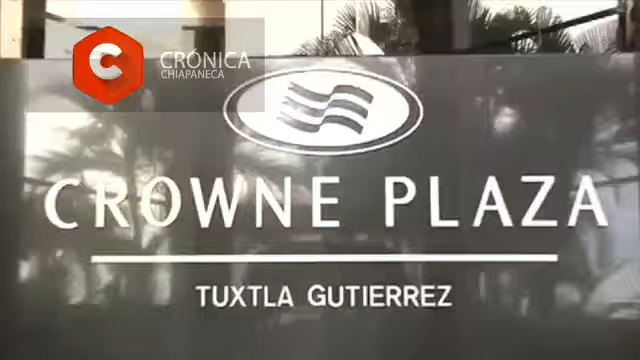 C
CRÓNICA
CHIAPANECA
CROWNE PLAZA
TUXTLA GUTIERREZ